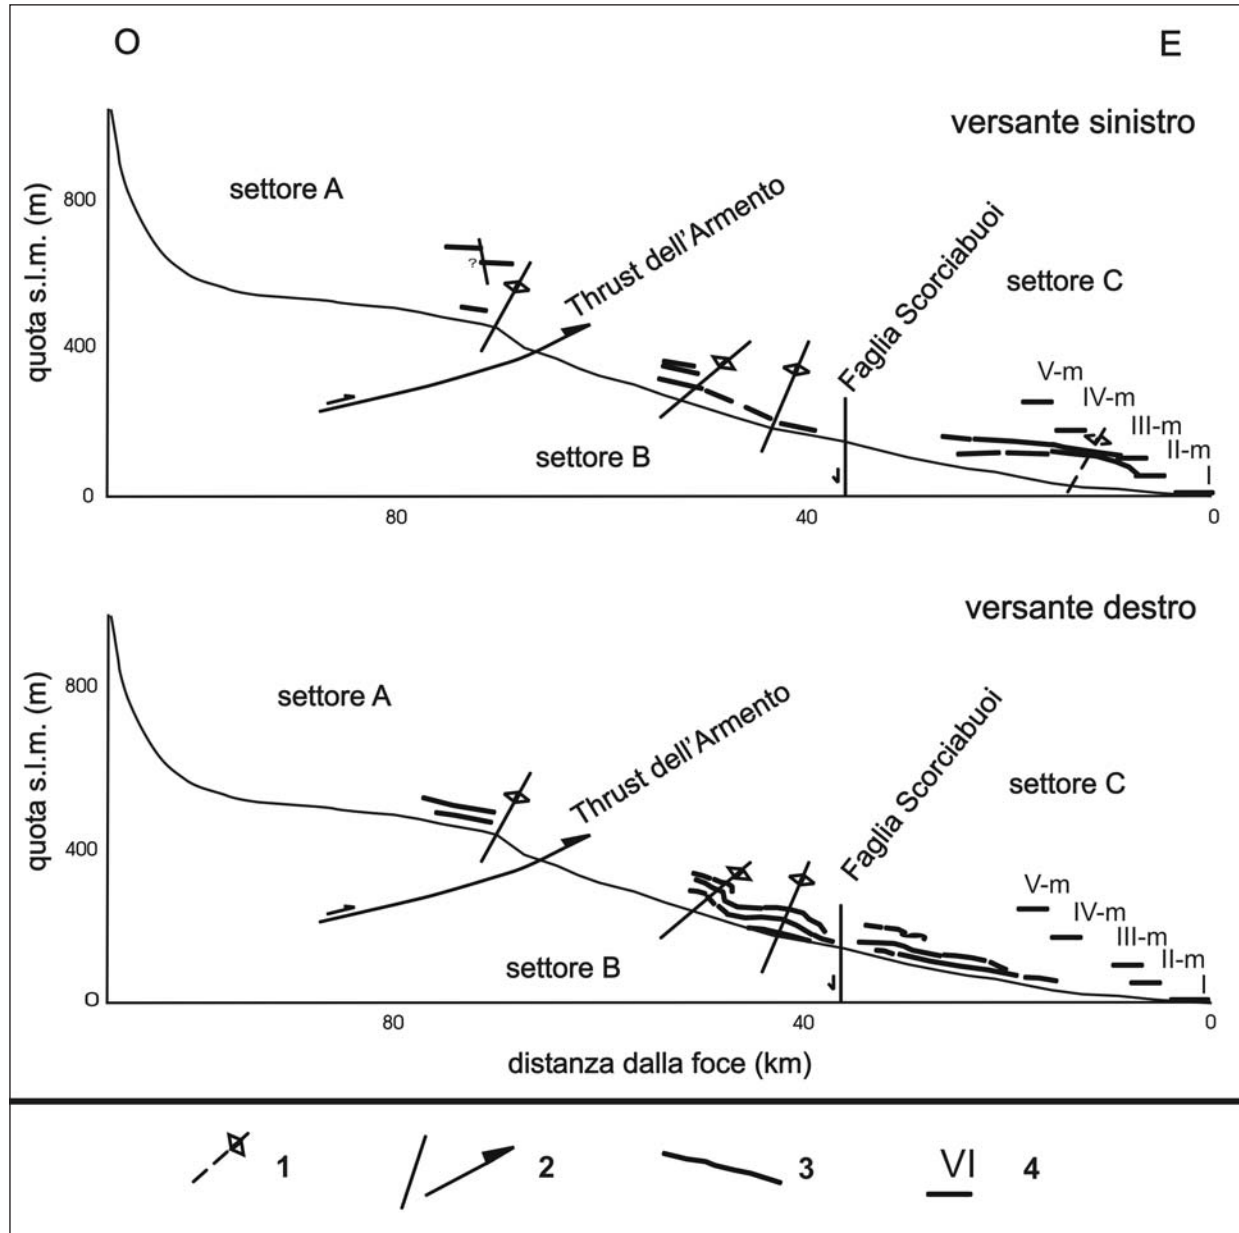 O
E
versante sinistro
quota s.l.m. (m)
800
400
0
settore A
?
Thrust dell'Armento
settore B
Faglia Scorciabuoi
settore C
V-m
IV-m
III-m
II-m
I
80
40
0
versante destro
quota s.l.m. (m)
800
400
O
settore A
Thrust dell'Armento
settore B
Faglia Scorciabuoi
settore C
V-m
IV-m
III-m
II-m
I
80
40
0
distanza dalla foce (km)
1
2
3
VI
4